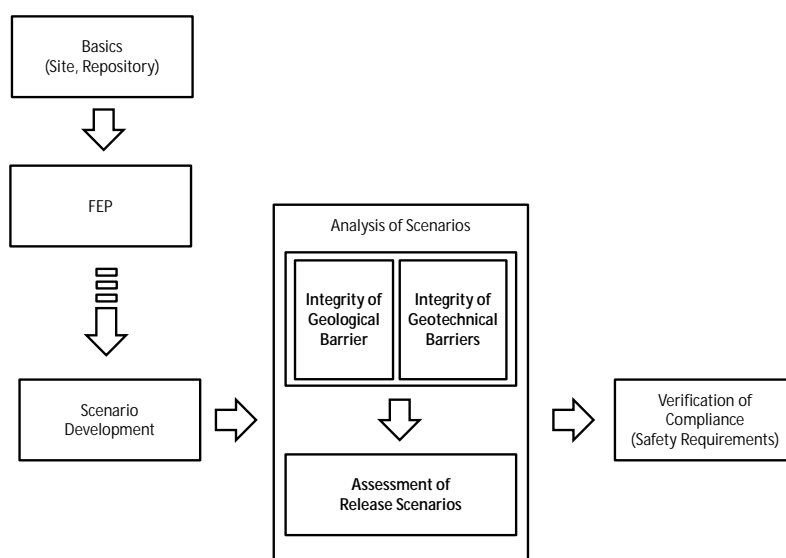 Basics
(Site, Repository)
FEP
Scenario
Development
Analysis of Scenarios
Integrity of
Geological
Barrier
Integrity of
Geotechnical
Barriers
Assessment of
Release Scenarios
Verification of
Compliance
(Safety Requirements)